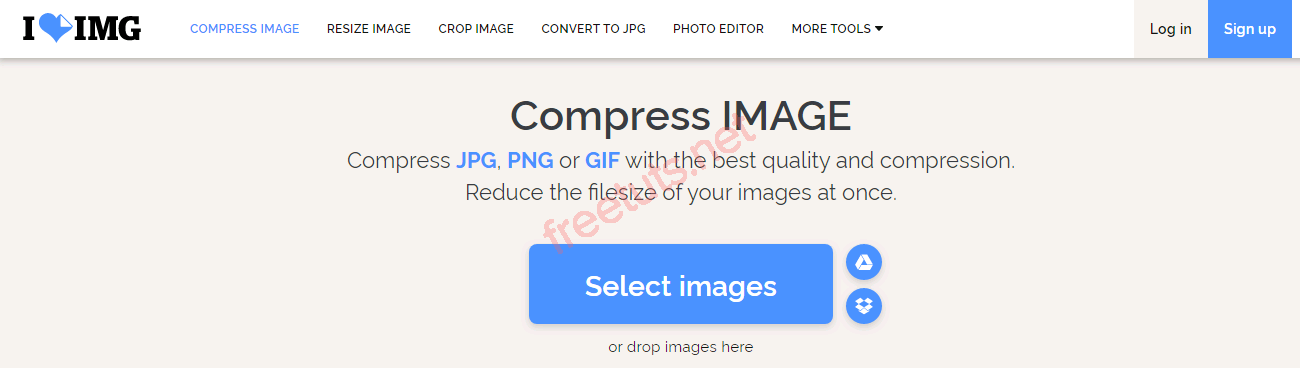 I IMG
COMPRESS IMAGE RESIZE IMAGE CROP IMAGE CONVERT TO JPG PHOTO EDITOR MORE TOOLS Log in Sign up
Compress IMAGE
Compress JPG, PNG or GIF with the best quality and compression.
Reduce the filesize of your images at once.
freetuts.net
Select images
or drop images here